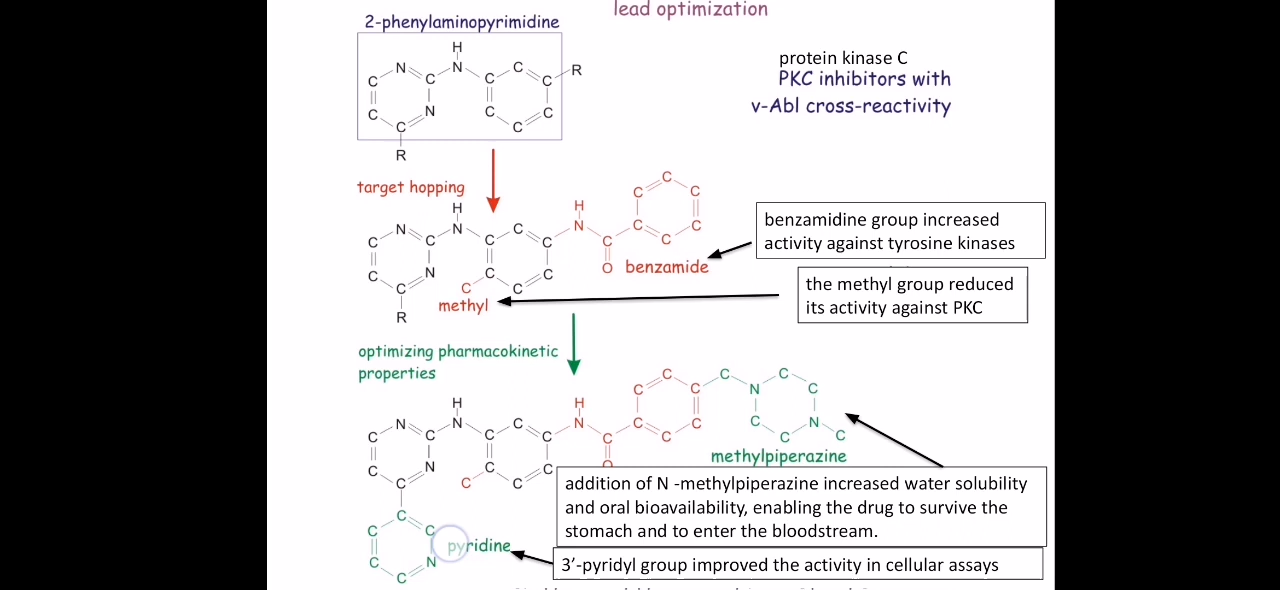 lead optimization
2-phenylaminopyrimidine
protein kinase C
PKC inhibitors with
v-Abl cross-reactivity
H
N
N
C
C
C
C
R
C
C
N
C
C
C
C
R
target hopping
benzamidine group increased
activity against tyrosine kinases
H
N
N
C
C
C
C
H
N
C
C
C
C
C
C
C
C
N
C
C
C
C
C
C
O
benzamide
methyl
R
the methyl group reduced
its activity against PKC
optimizing pharmacokinetic
properties
H
N
N
C
C
C
C
H
N
C
C
C
C
C
C
C
C
C
N
C
C
C
N
C
C
C
C
N
C
C
C
C
C
O
methylpiperazine
addition of N -methylpiperazine increased water solubility
and oral bioavailability, enabling the drug to survive the
stomach and to enter the bloodstream.
C
C
C
C
N
C
pyridine
3’-pyridyl group improved the activity in cellular assays